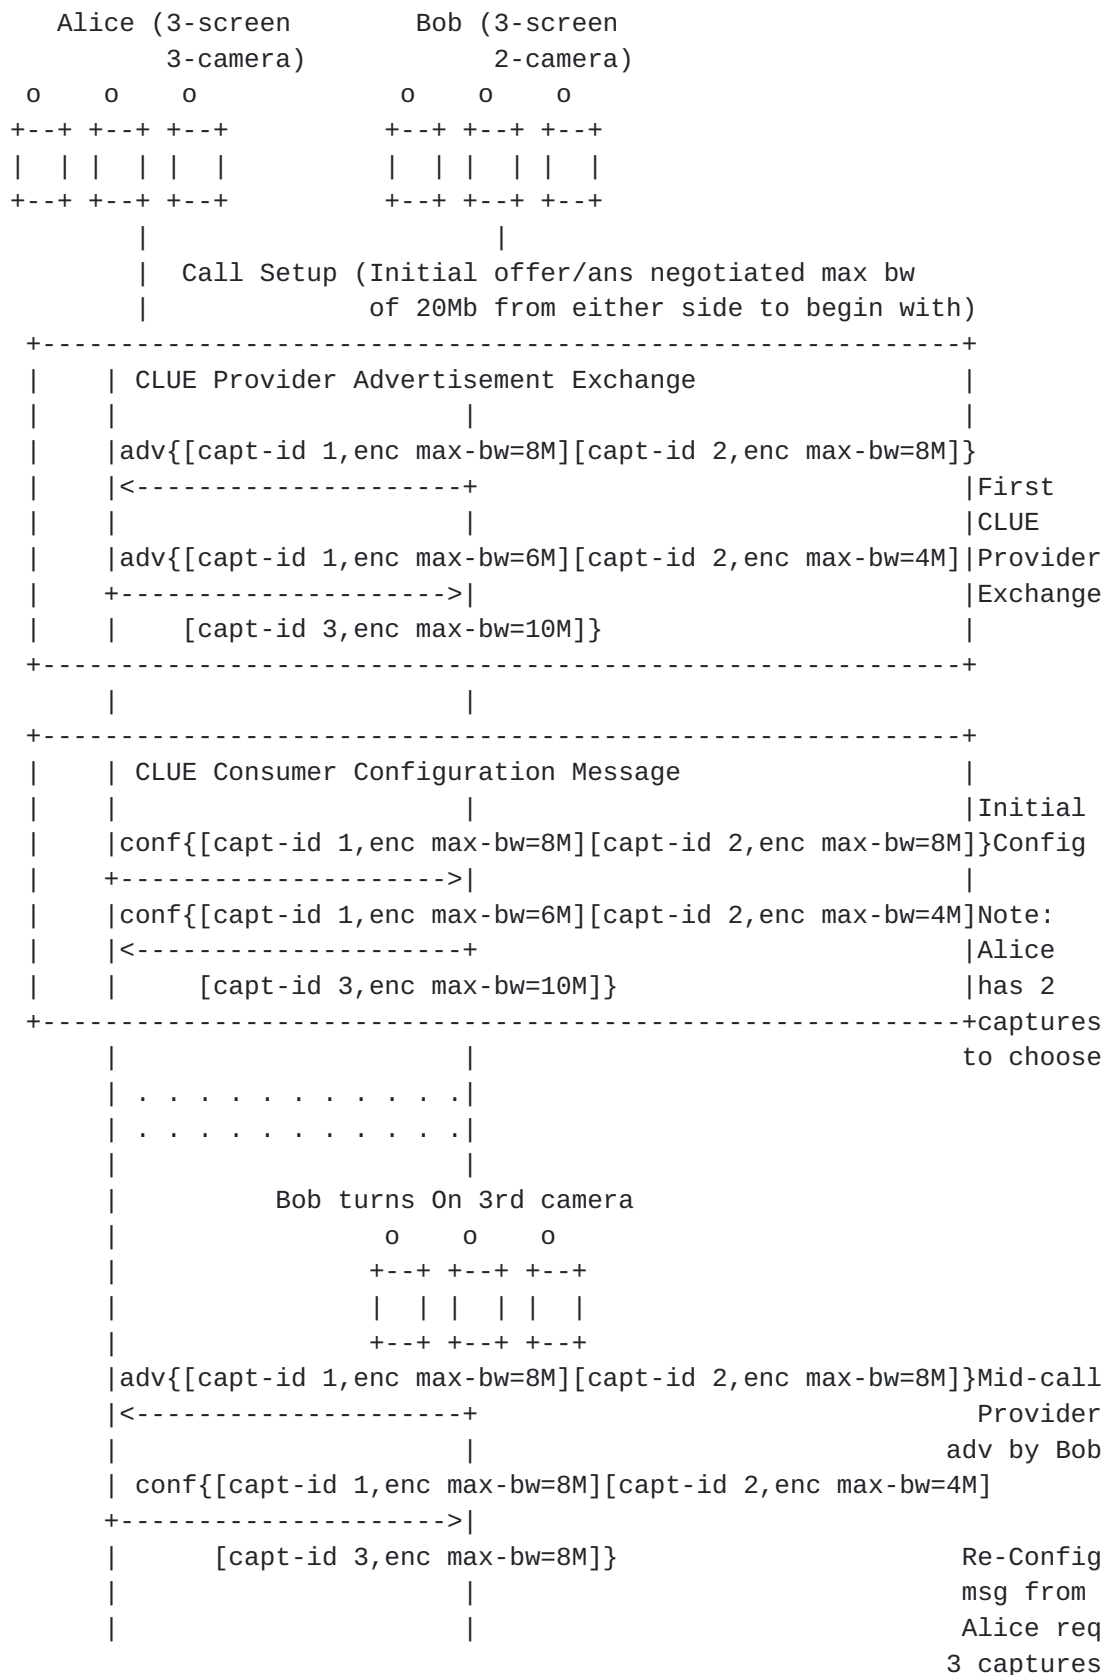 Alice (3-screen        Bob (3-screen
          3-camera)            2-camera)
 o    o    o             o    o    o
+--+ +--+ +--+          +--+ +--+ +--+
|  | |  | |  |          |  | |  | |  |
+--+ +--+ +--+          +--+ +--+ +--+
        |                      |
        |  Call Setup (Initial offer/ans negotiated max bw
        |              of 20Mb from either side to begin with)
 +-----------------------------------------------------------+
 |    | CLUE Provider Advertisement Exchange                 |
 |    |                      |                               |
 |    |adv{[capt-id 1,enc max-bw=8M][capt-id 2,enc max-bw=8M]}
 |    |<---------------------+                               |First
 |    |                      |                               |CLUE
 |    |adv{[capt-id 1,enc max-bw=6M][capt-id 2,enc max-bw=4M]|Provider
 |    +--------------------->|                               |Exchange
 |    |    [capt-id 3,enc max-bw=10M]}                       |
 +-----------------------------------------------------------+
      |                      |
 +-----------------------------------------------------------+
 |    | CLUE Consumer Configuration Message                  |
 |    |                      |                               |Initial
 |    |conf{[capt-id 1,enc max-bw=8M][capt-id 2,enc max-bw=8M]}Config
 |    +--------------------->|                               |
 |    |conf{[capt-id 1,enc max-bw=6M][capt-id 2,enc max-bw=4M]Note:
 |    |<---------------------+                               |Alice
 |    |     [capt-id 3,enc max-bw=10M]}                      |has 2
 +-----------------------------------------------------------+captures
      |                      |                               to choose
      | . . . . . . . . . . .|
      | . . . . . . . . . . .|
      |                      |
      |          Bob turns On 3rd camera
      |                 o    o    o
      |                +--+ +--+ +--+
      |                |  | |  | |  |
      |                +--+ +--+ +--+
      |adv{[capt-id 1,enc max-bw=8M][capt-id 2,enc max-bw=8M]}Mid-call
      |<---------------------+                                Provider
      |                      |                              adv by Bob
      | conf{[capt-id 1,enc max-bw=8M][capt-id 2,enc max-bw=4M]
      +--------------------->|
      |      [capt-id 3,enc max-bw=8M]}                      Re-Config
      |                      |                               msg from
      |                      |                               Alice req
                                                            3 captures